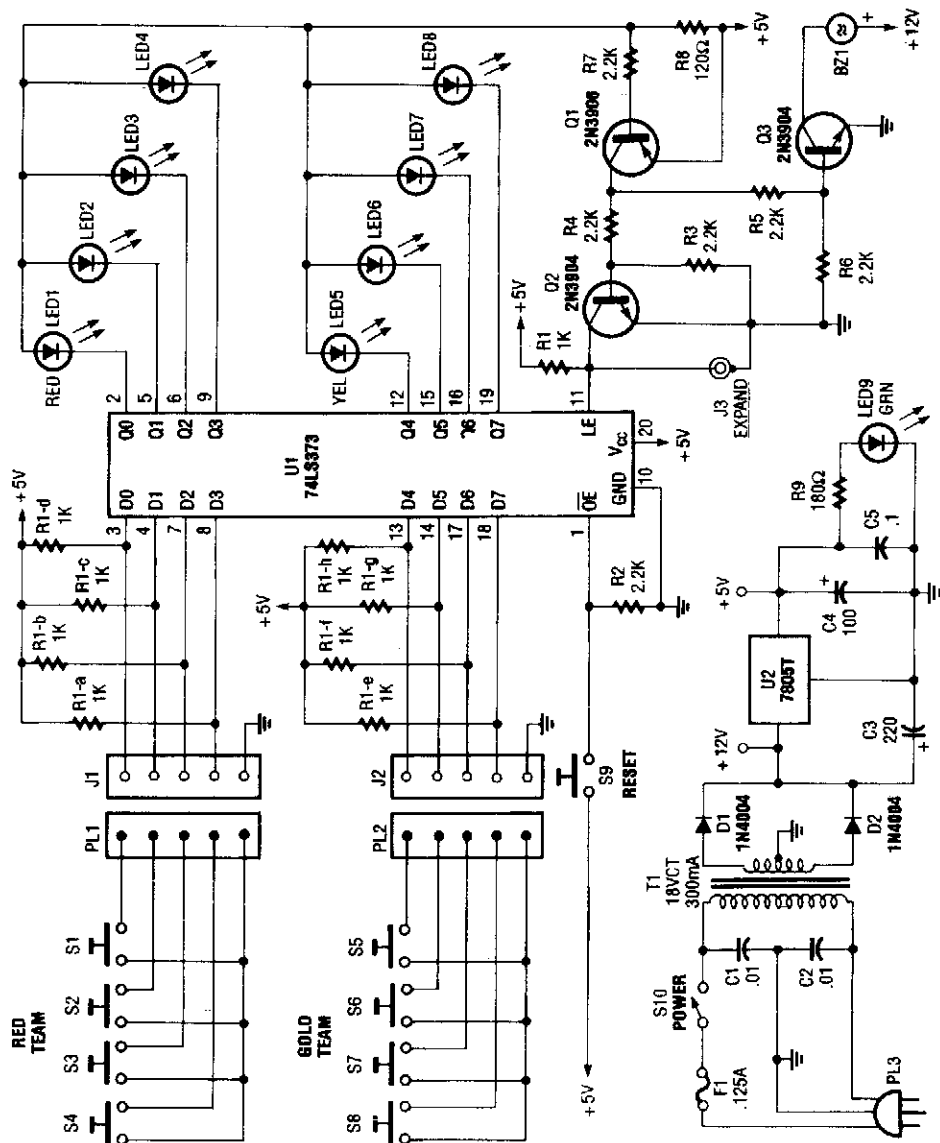 RED
TEAM
S1
S2
S3
S4
PL1
J1
R1-a
1K
R1-b
1K
R1-c
1K
R1-d
1K
+5V
3 D0
4 D1
7 D2
8 D3
13 D4
14 D5
17 D6
18 D7
1 OE
GND 10
VCC 20
+5V
U1
74LS373
Q0 2
Q1 5
Q2 6
Q3 9
Q4 12
Q5 15
Q6 16
Q7 19
LE 11
RED
LED1
LED2
LED3
LED4
YEL
LED5
LED6
LED7
LED8
GOLD
TEAM
S5
S6
S7
S8
PL2
J2
R1-e
1K
R1-f
1K
R1-g
1K
R1-h
1K
+5V
+5V
S9
RESET
R2
2.2K
R1
1K
+5V
J3
EXPAND
Q2
2N3904
R4
2.2K
R3
2.2K
Q1
2N3906
R7
2.2K
R8
120Ω
+5V
R5
2.2K
R6
2.2K
Q3
2N3904
BZ1
+
+12V
PL3
F1
.125A
S10
POWER
C1
.01
C2
.01
T1
18VCT
300mA
D1
1N4004
D2
1N4004
+12V
C3
220
+
U2
7805T
+5V
C4
100
+
C5
.1
R9
180Ω
LED9
GRN